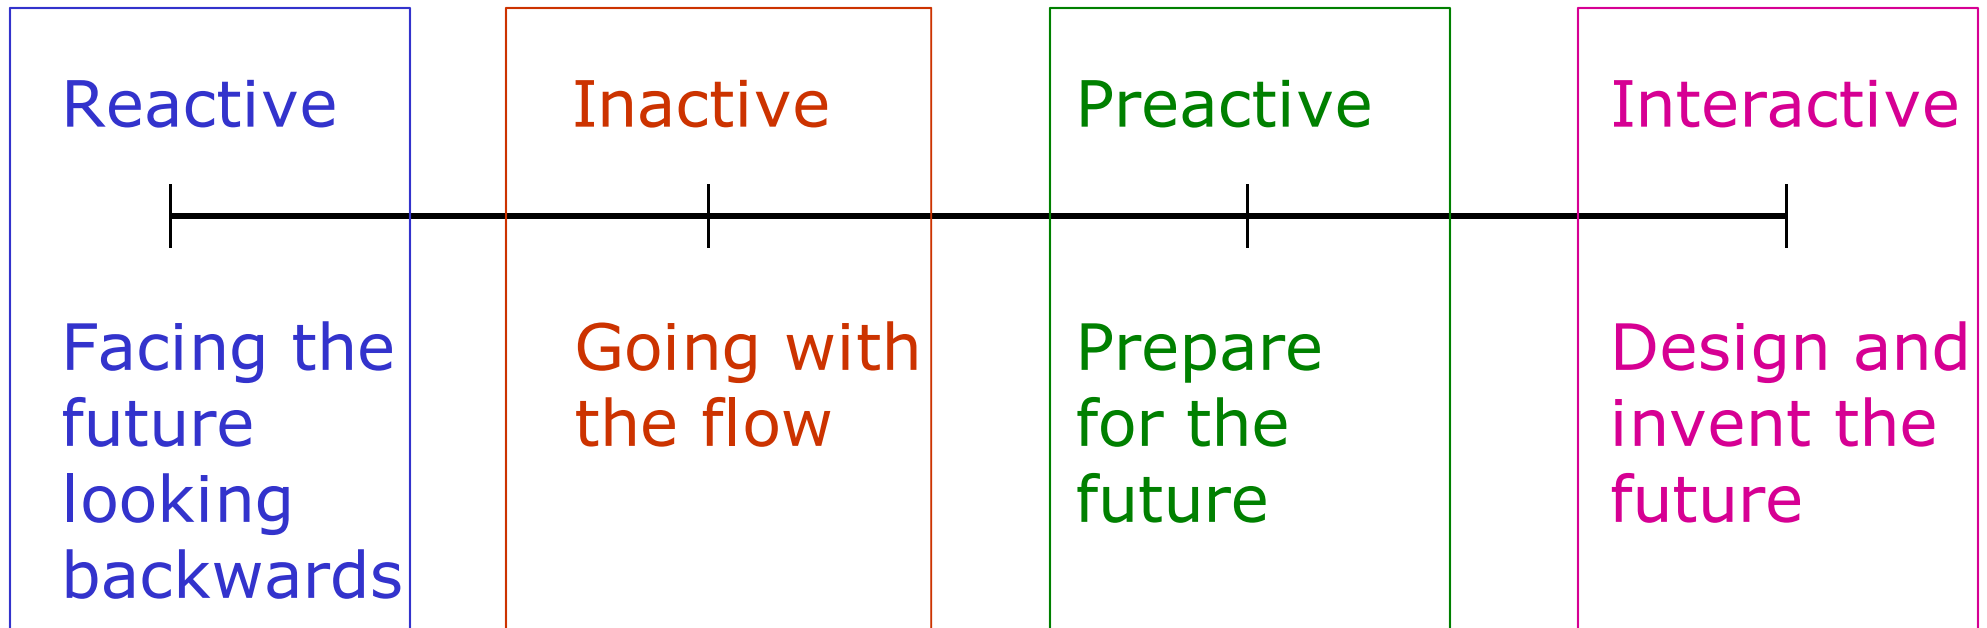 Reactive
Facing the
future
looking
backwards
Inactive
Going with
the flow
Preactive
Prepare
for the
future
Interactive
Design and
invent the
future